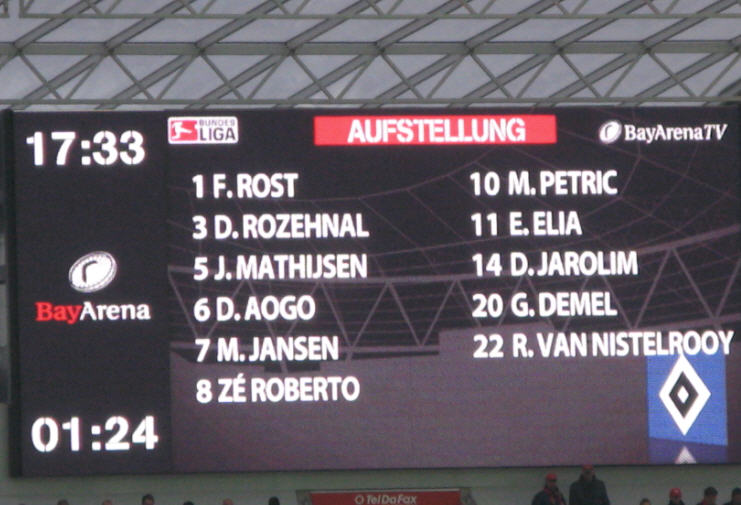 17:33
BUNDES
LIGA
AUFSTELLUNG
BayArenaTV
1 F. ROST
3 D. ROZEHNAL
5 J. MATHIJSEN
6 D. AOGO
7 M. JANSEN
8 ZÉ ROBERTO
10 M. PETRIC
11 E. ELIA
14 D. JAROLIM
20 G. DEMEL
22 R. VAN NISTELROOY
BayArena
01:24
TelDaFax